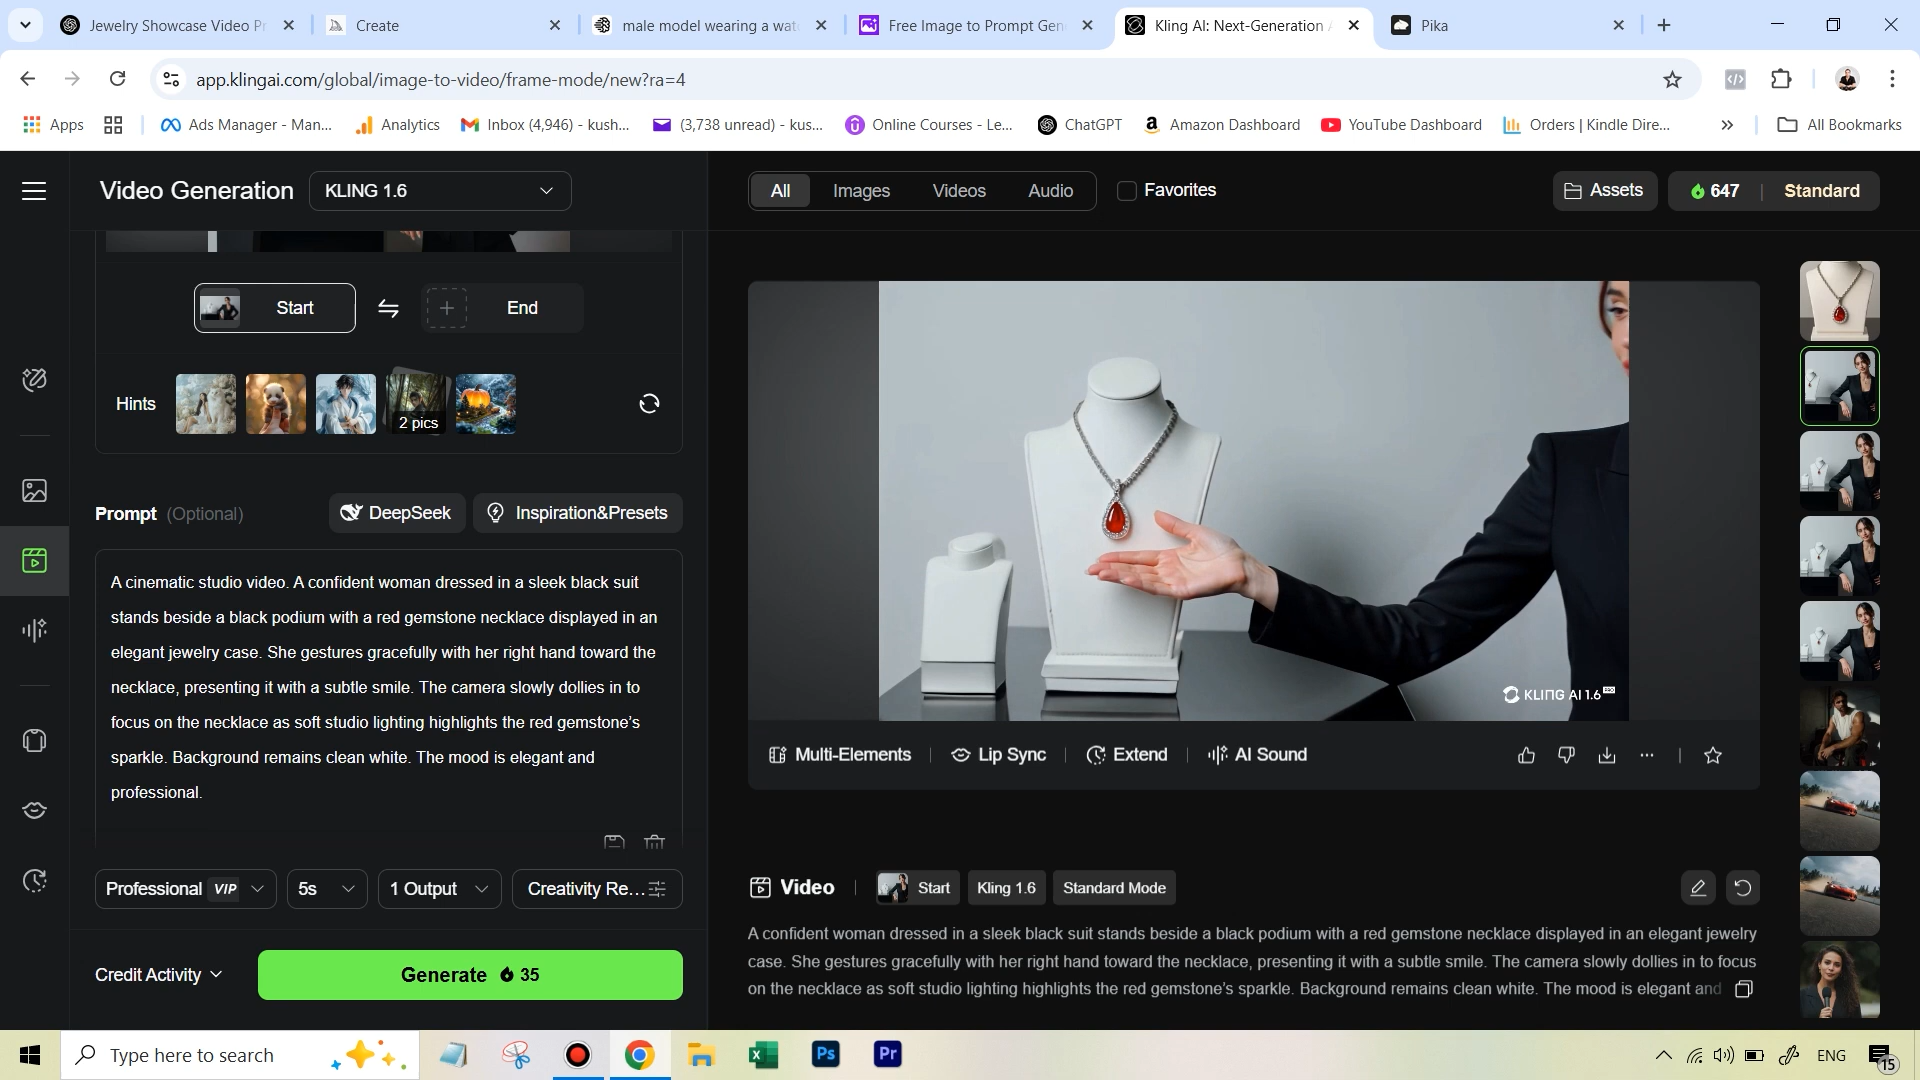 Jewelry Showcase Video Pr
Create
male model wearing a wat
Free Image to Prompt Gen
Kling AI: Next-Generation A
Pika
app.klingai.com/global/image-to-video/frame-mode/new?ra=4
Apps
Ads Manager - Man...
Analytics
Inbox (4,946) - kush...
(3,738 unread) - kus...
Online Courses - Le...
ChatGPT
Amazon Dashboard
YouTube Dashboard
Orders | Kindle Dire...
All Bookmarks
Video Generation
KLING 1.6
All
Images
Videos
Audio
Favorites
Assets
647
Standard
Start
End
Hints
2 pics
Prompt (Optional)
DeepSeek
Inspiration&Presets
A cinematic studio video. A confident woman dressed in a sleek black suit
stands beside a black podium with a red gemstone necklace displayed in an
elegant jewelry case. She gestures gracefully with her right hand toward the
necklace, presenting it with a subtle smile. The camera slowly dollies in to
focus on the necklace as soft studio lighting highlights the red gemstone's
sparkle. Background remains clean white. The mood is elegant and
professional.
Professional VIP
5s
1 Output
Creativity Re...
Credit Activity
Generate 35
KLING AI 1.6
Multi-Elements
Lip Sync
Extend
AI Sound
Video
Start
Kling 1.6
Standard Mode
A confident woman dressed in a sleek black suit stands beside a black podium with a red gemstone necklace displayed in an elegant jewelry
case. She gestures gracefully with her right hand toward the necklace, presenting it with a subtle smile. The camera slowly dollies in to focus
on the necklace as soft studio lighting highlights the red gemstone's sparkle. Background remains clean white. The mood is elegant and
Type here to search
Ps
Pr
ENG
15